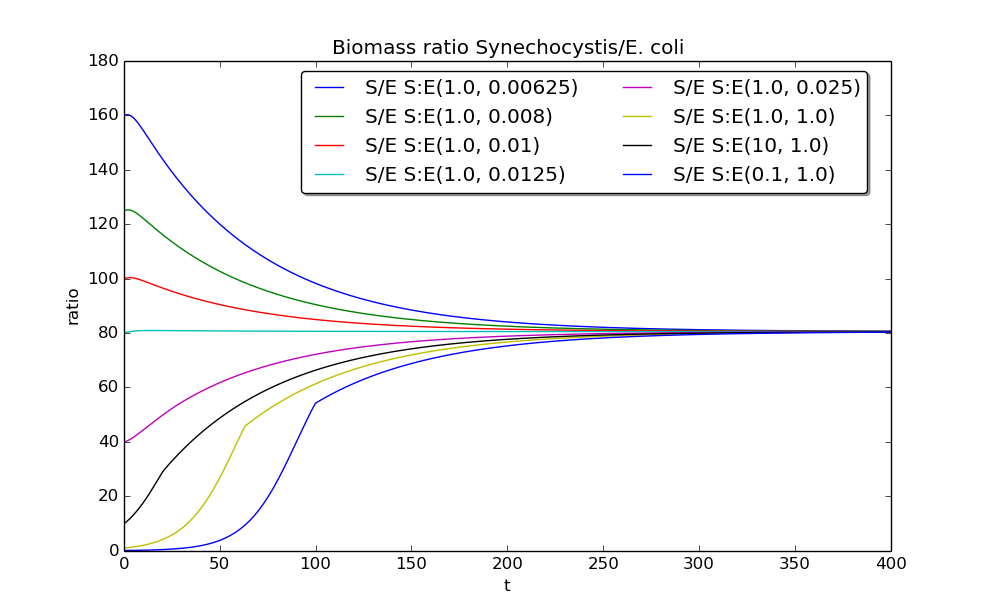 Biomass ratio Synechocystis/E. coli
180
160
140
120
100
80
60
40
20
0
ratio
S/E S:E(1.0, 0.00625)
S/E S:E(1.0, 0.008)
S/E S:E(1.0, 0.01)
S/E S:E(1.0, 0.0125)
S/E S:E(1.0, 0.025)
S/E S:E(1.0, 1.0)
S/E S:E(10, 1.0)
S/E S:E(0.1, 1.0)
0 50 100 150 200 250 300 350 400
t